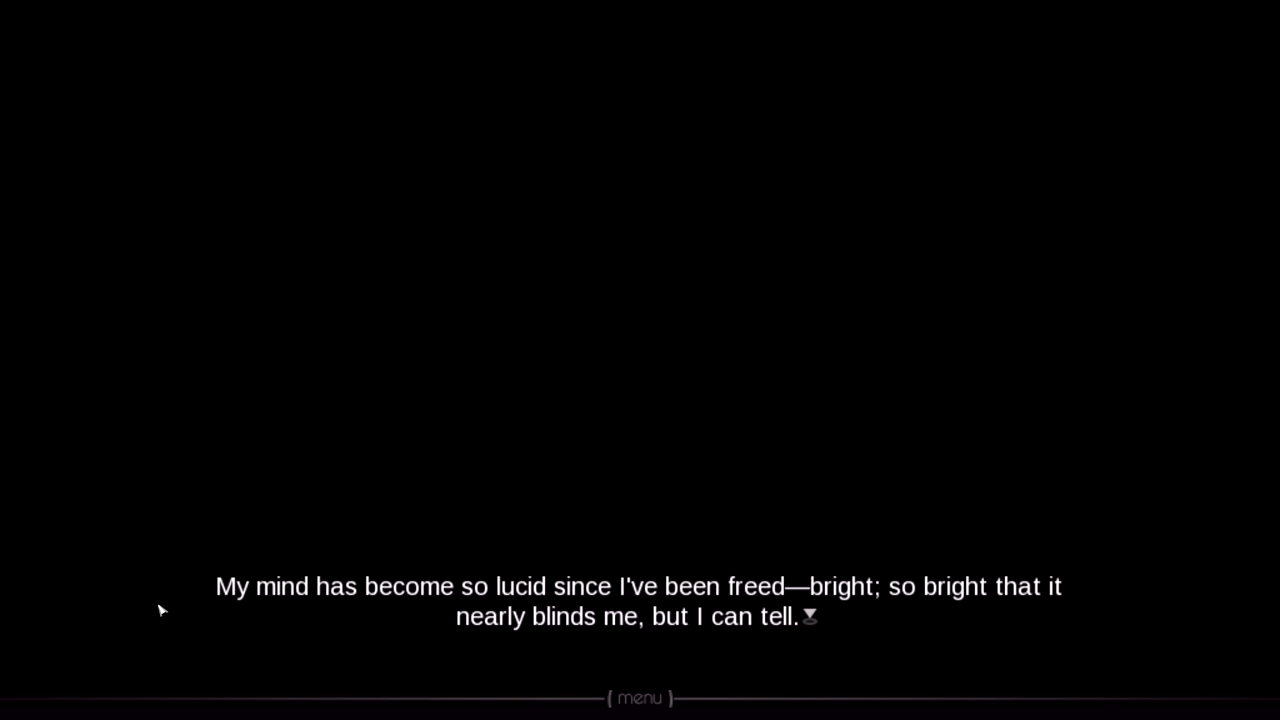 My mind has become so lucid since I've been freed—bright; so bright that it
nearly blinds me, but I can tell.
( menu )